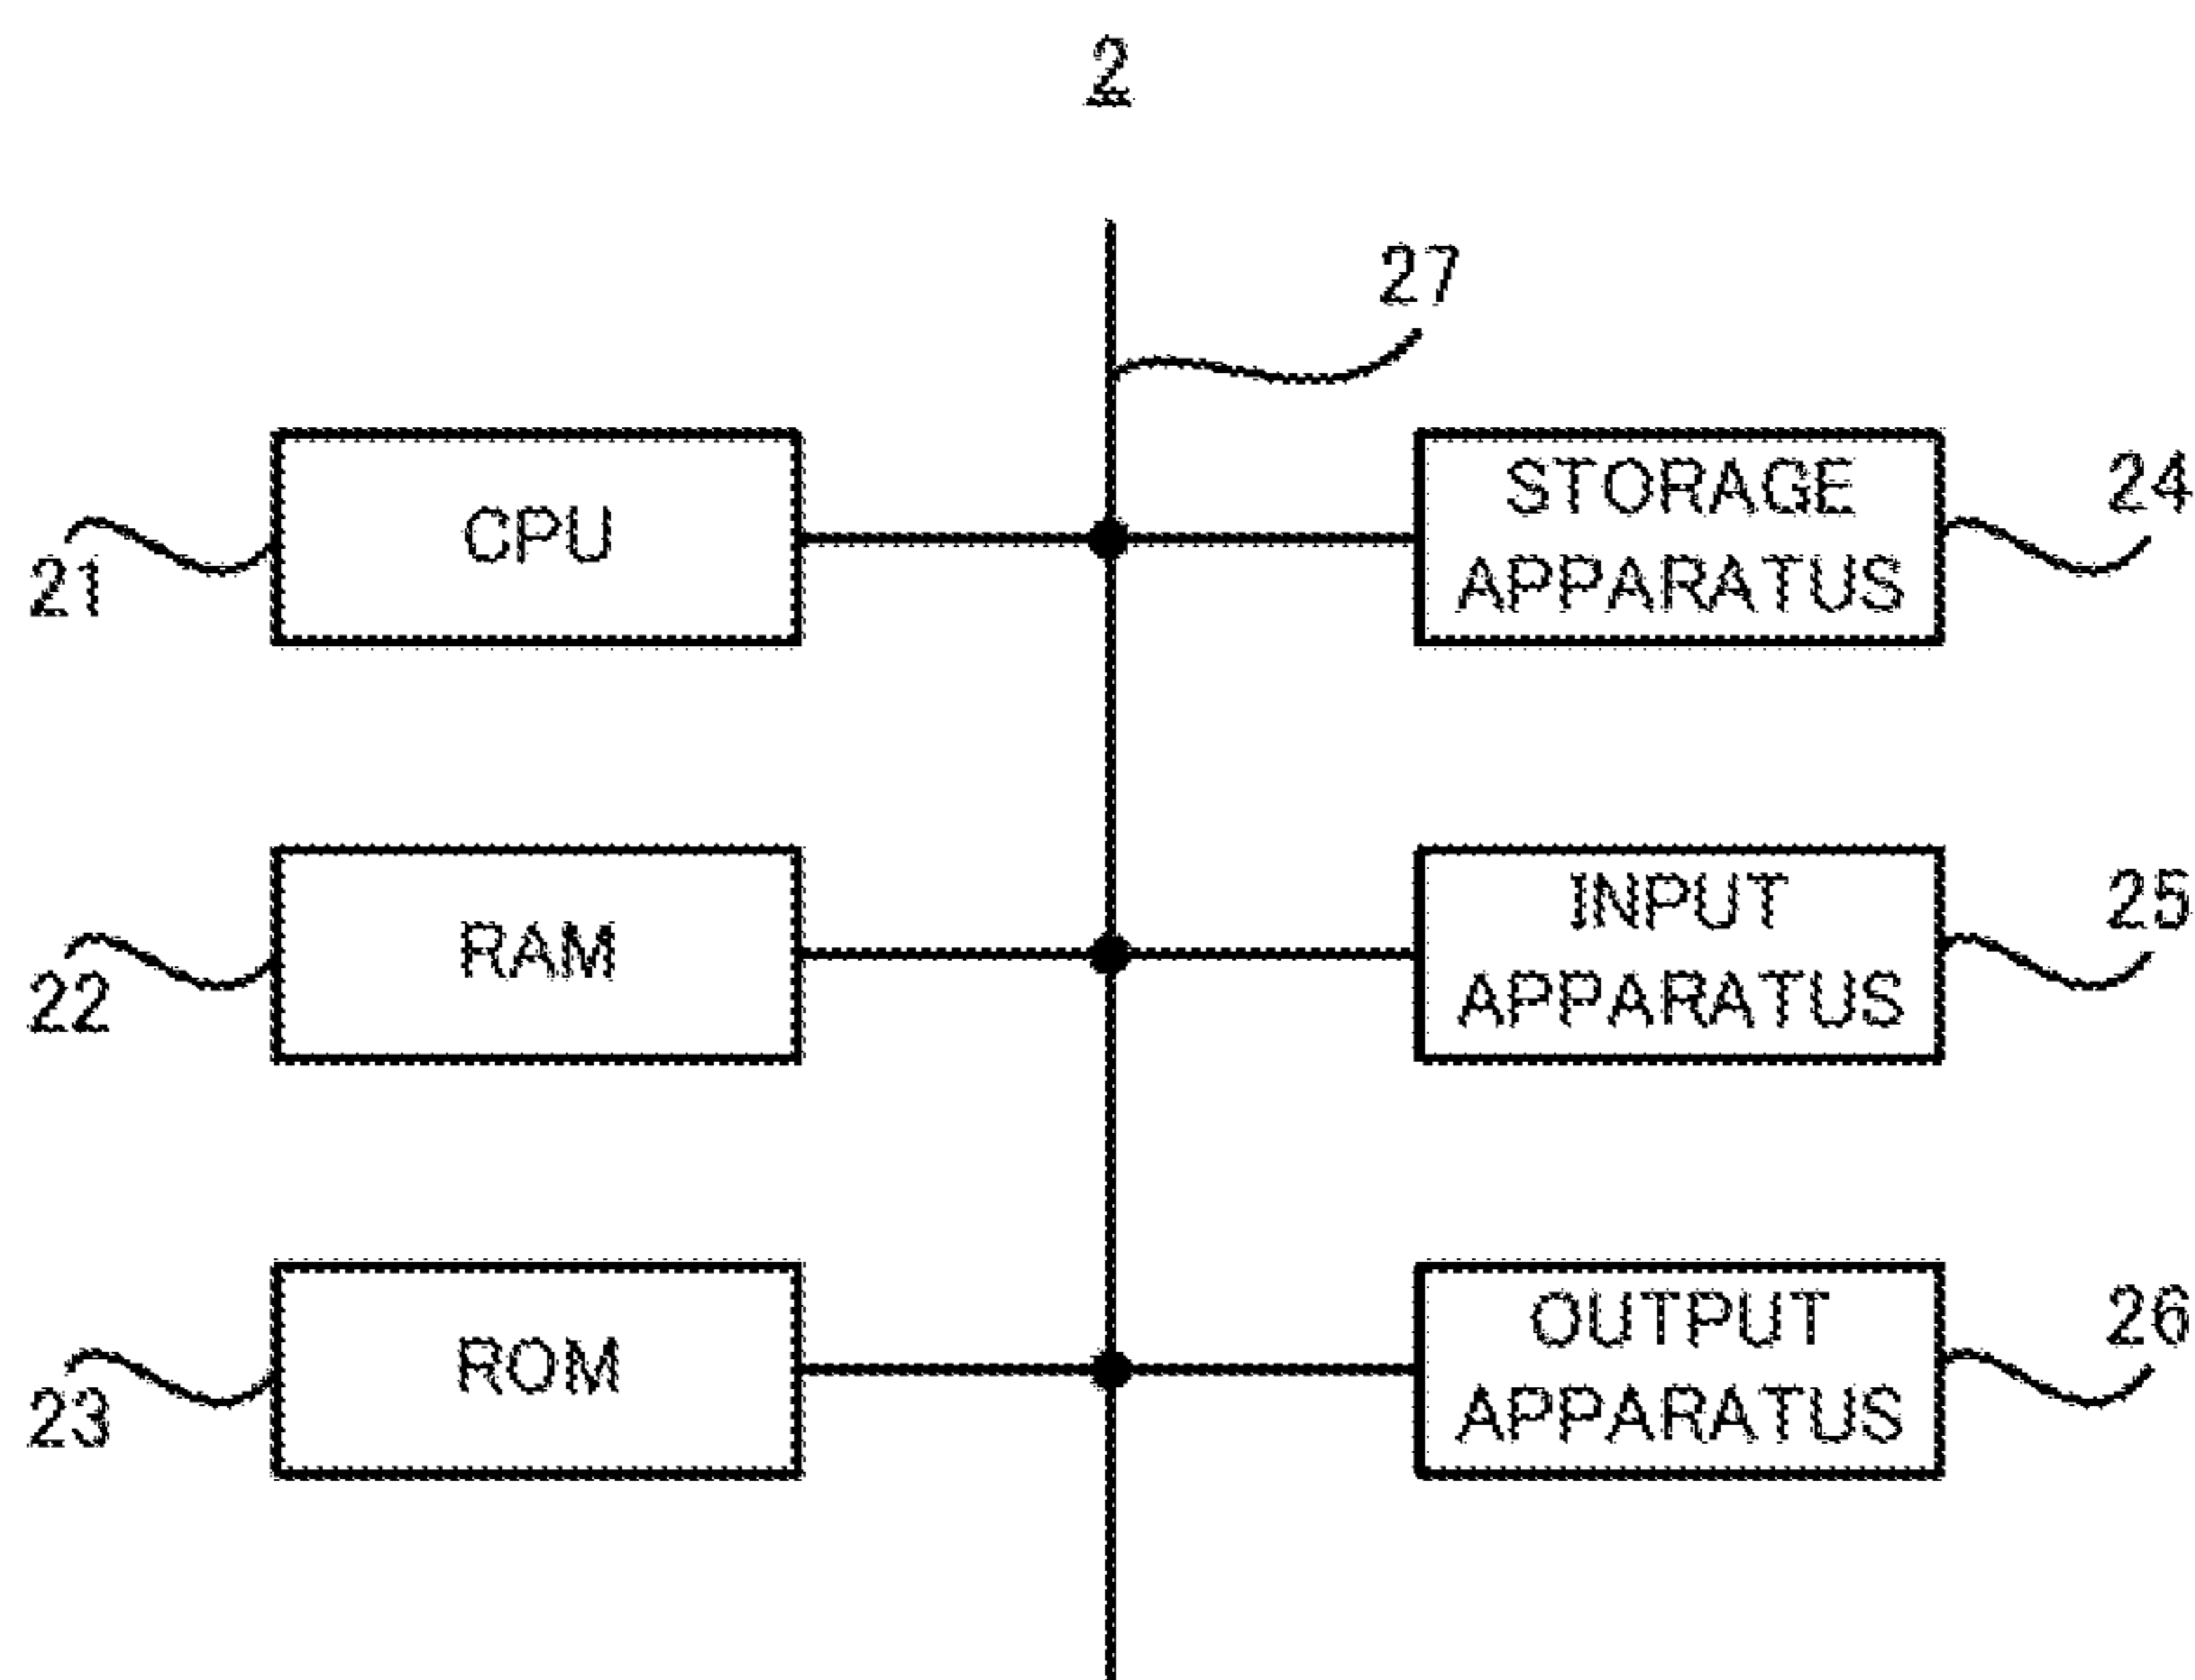 2
27
CPU
21
STORAGE
APPARATUS
24
RAM
22
INPUT
APPARATUS
25
ROM
23
OUTPUT
APPARATUS
26